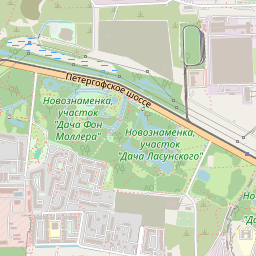 Петергофское шоссе
Новознаменка,
участок
"Дача Фон
Моллера"
Новознаменка,
участок
"Дача Ласунского"